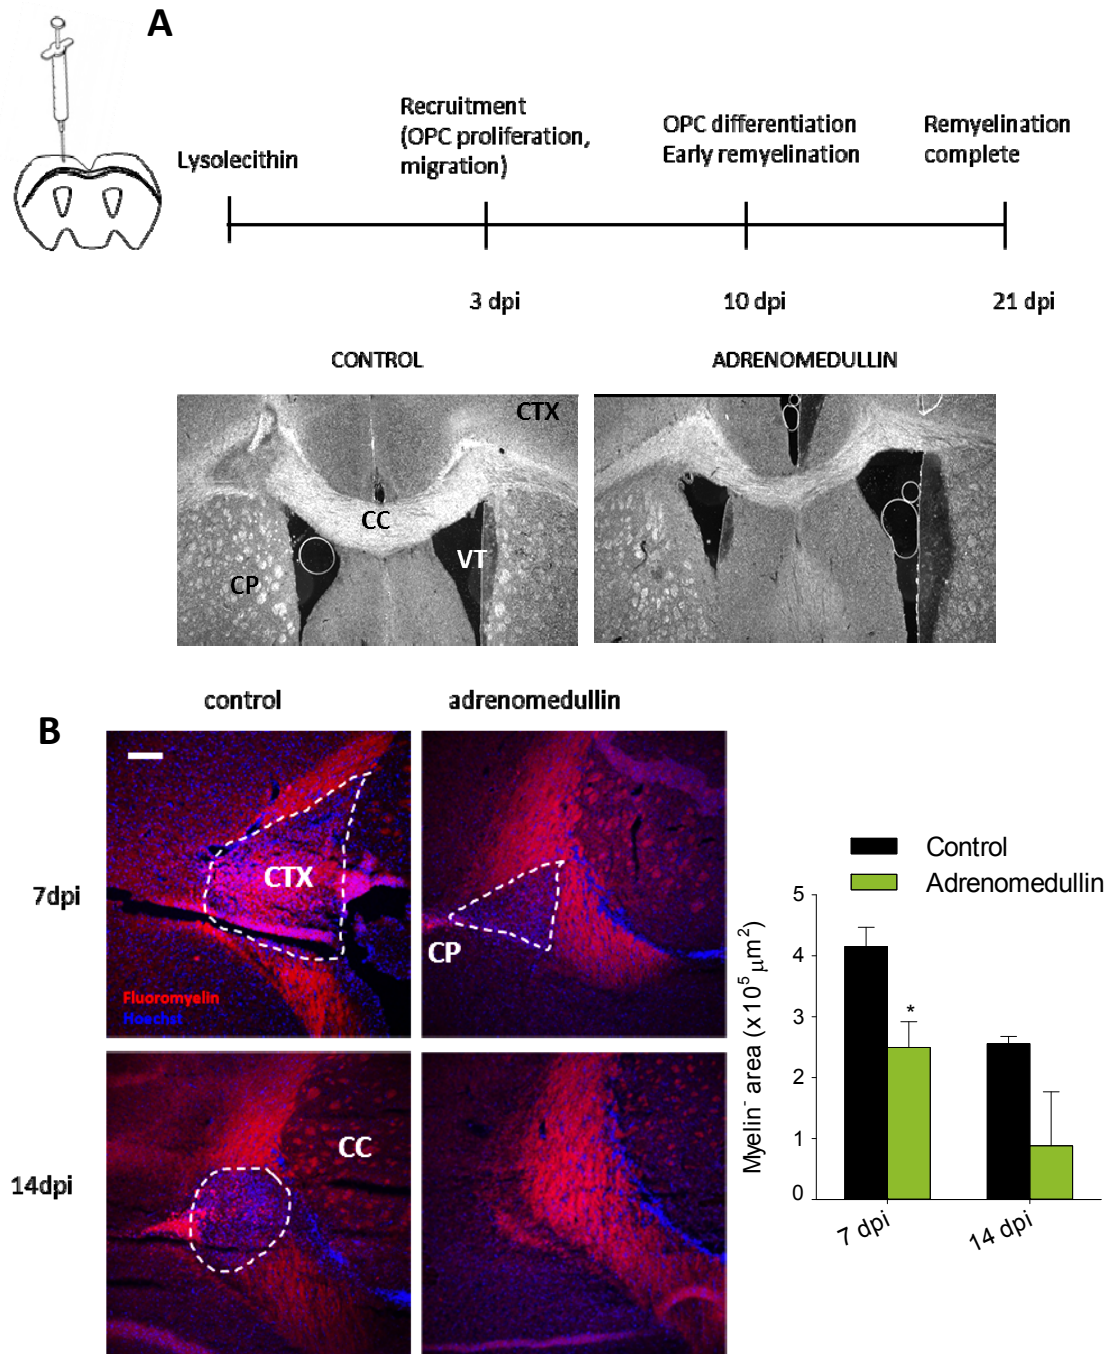 A
Lysolecithin
Recruitment
(OPC proliferation,
migration)
OPC differentiation
Early remyelination
Remyelination
complete
3 dpi
10 dpi
21 dpi
CONTROL
ADRENOMEDULLIN
CTX
CC
VT
CP
control
adrenomedullin
B
7dpi
CTX
Fluoromyelin
Hoechst
CP
14dpi
CC
Control
Adrenomedullin
Myelin⁻ area (x 10⁵ µm²)
5
4
3
2
1
0
*
7 dpi
14 dpi